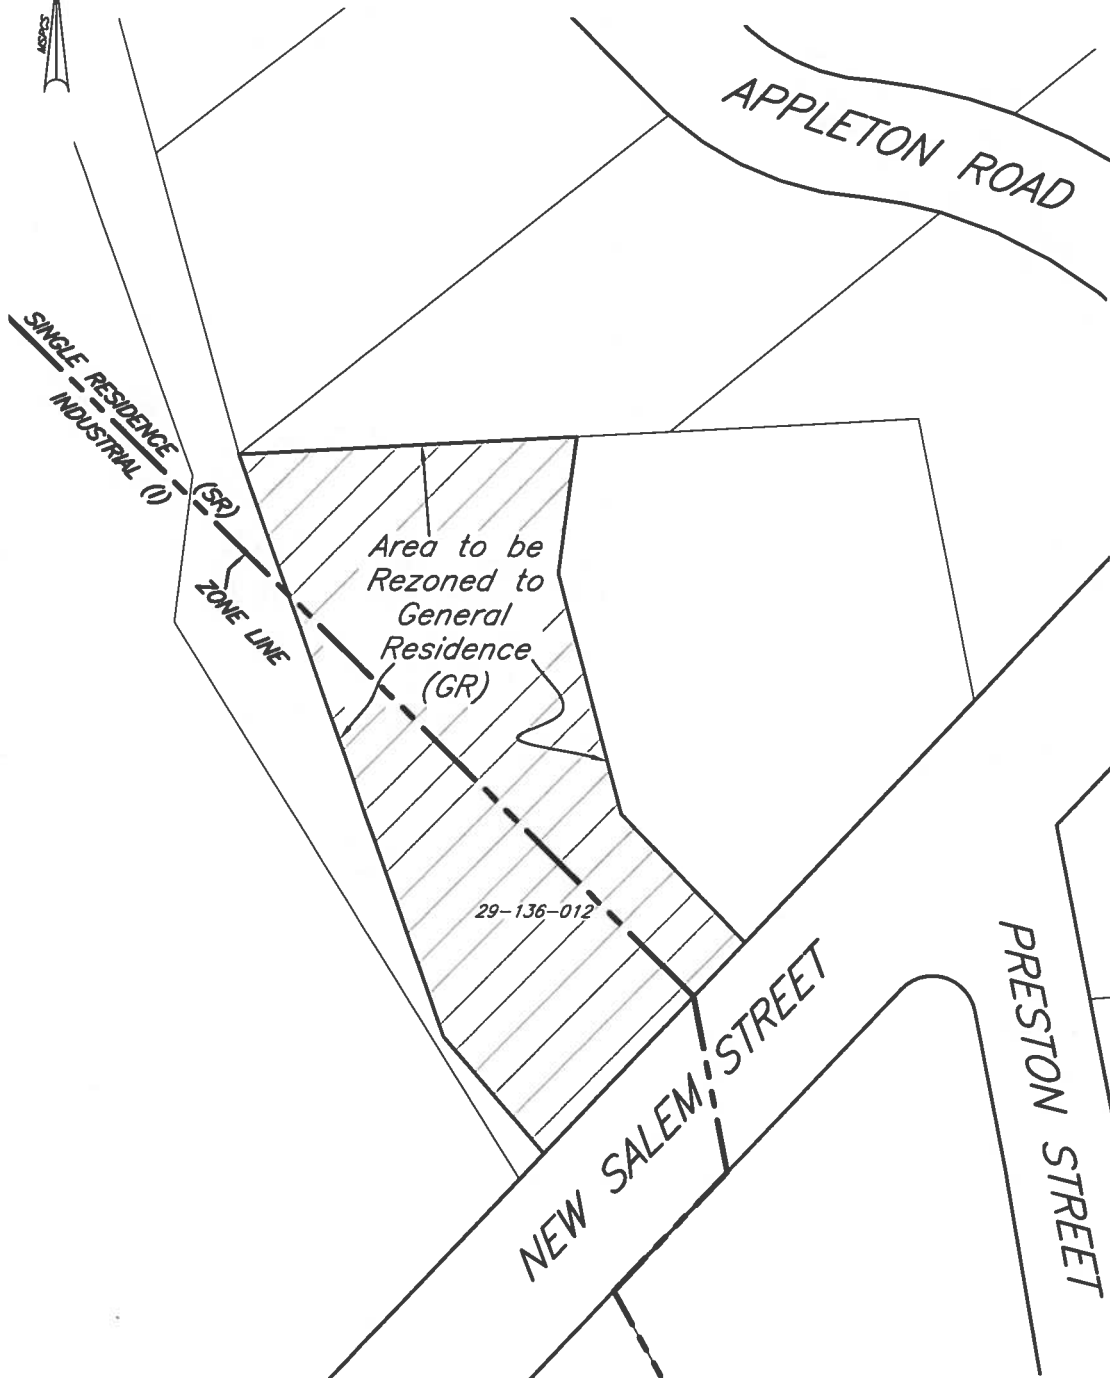 MSPCS
APPLETON ROAD
SINGLE RESIDENCE (SR)
INDUSTRIAL (I)
ZONE LINE
Area to be
Rezoned to
General
Residence
(GR)
29-136-012
NEW SALEM STREET
PRESTON STREET